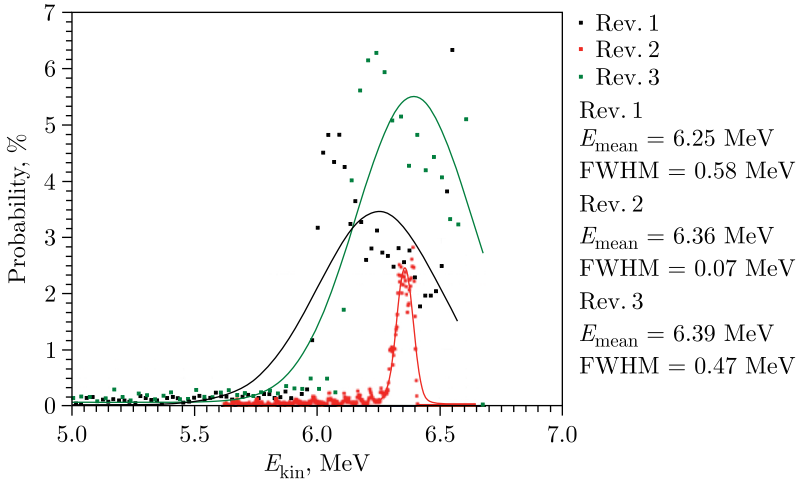 7
6
5
4
3
2
1
0
Probability, %
5.0 5.5 6.0 6.5 7.0
E_kin, MeV
Rev. 1
Rev. 2
Rev. 3
Rev. 1
E_mean = 6.25 MeV
FWHM = 0.58 MeV
Rev. 2
E_mean = 6.36 MeV
FWHM = 0.07 MeV
Rev. 3
E_mean = 6.39 MeV
FWHM = 0.47 MeV